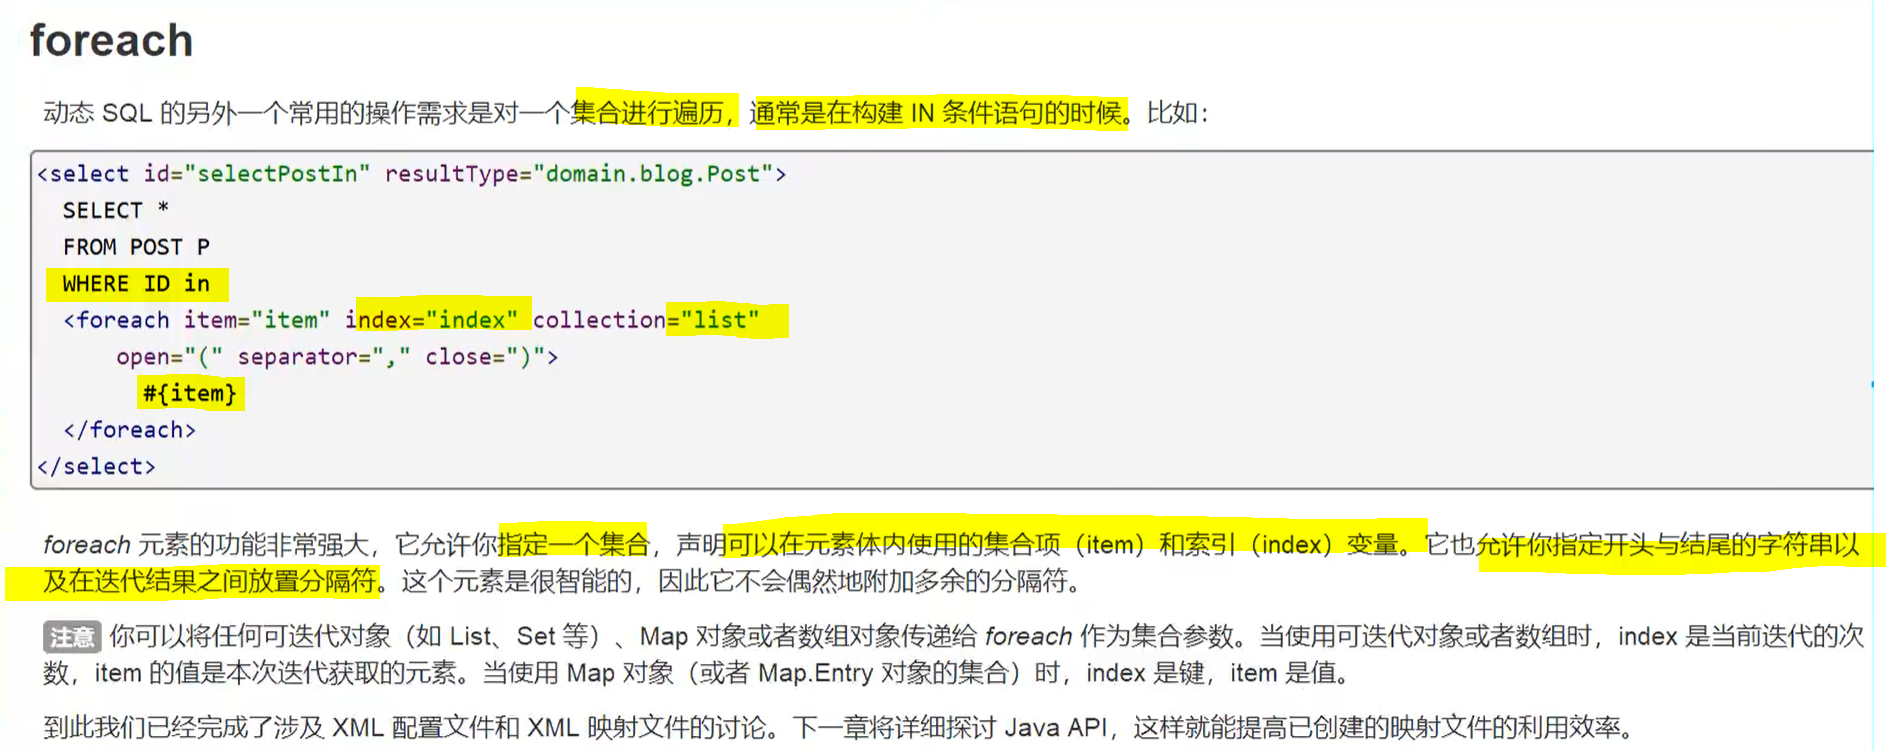 foreach
动态 SQL 的另外一个常用的操作需求是对一个集合进行遍历，通常是在构建 IN 条件语句的时候。比如：
<select id="selectPostIn" resultType="domain.blog.Post">
SELECT *
FROM POST P
WHERE ID in
<foreach item="item" index="index" collection="list"
open="(" separator="," close=")">
#{item}
</foreach>
</select>
foreach 元素的功能非常强大，它允许你指定一个集合，声明可以在元素体内使用的集合项（item）和索引（index）变量。它也允许你指定开头与结尾的字符串以
及在迭代结果之间放置分隔符。这个元素是很智能的，因此它不会偶然地附加多余的分隔符。
注意 你可以将任何可迭代对象（如 List、Set 等）、Map 对象或者数组对象传递给 foreach 作为集合参数。当使用可迭代对象或者数组时，index 是当前迭代的次
数，item 的值是本次迭代获取的元素。当使用 Map 对象（或者 Map.Entry 对象的集合）时，index 是键，item 是值。
到此我们已经完成了涉及 XML 配置文件和 XML 映射文件的讨论。下一章将详细探讨 Java API，这样就能提高已创建的映射文件的利用效率。